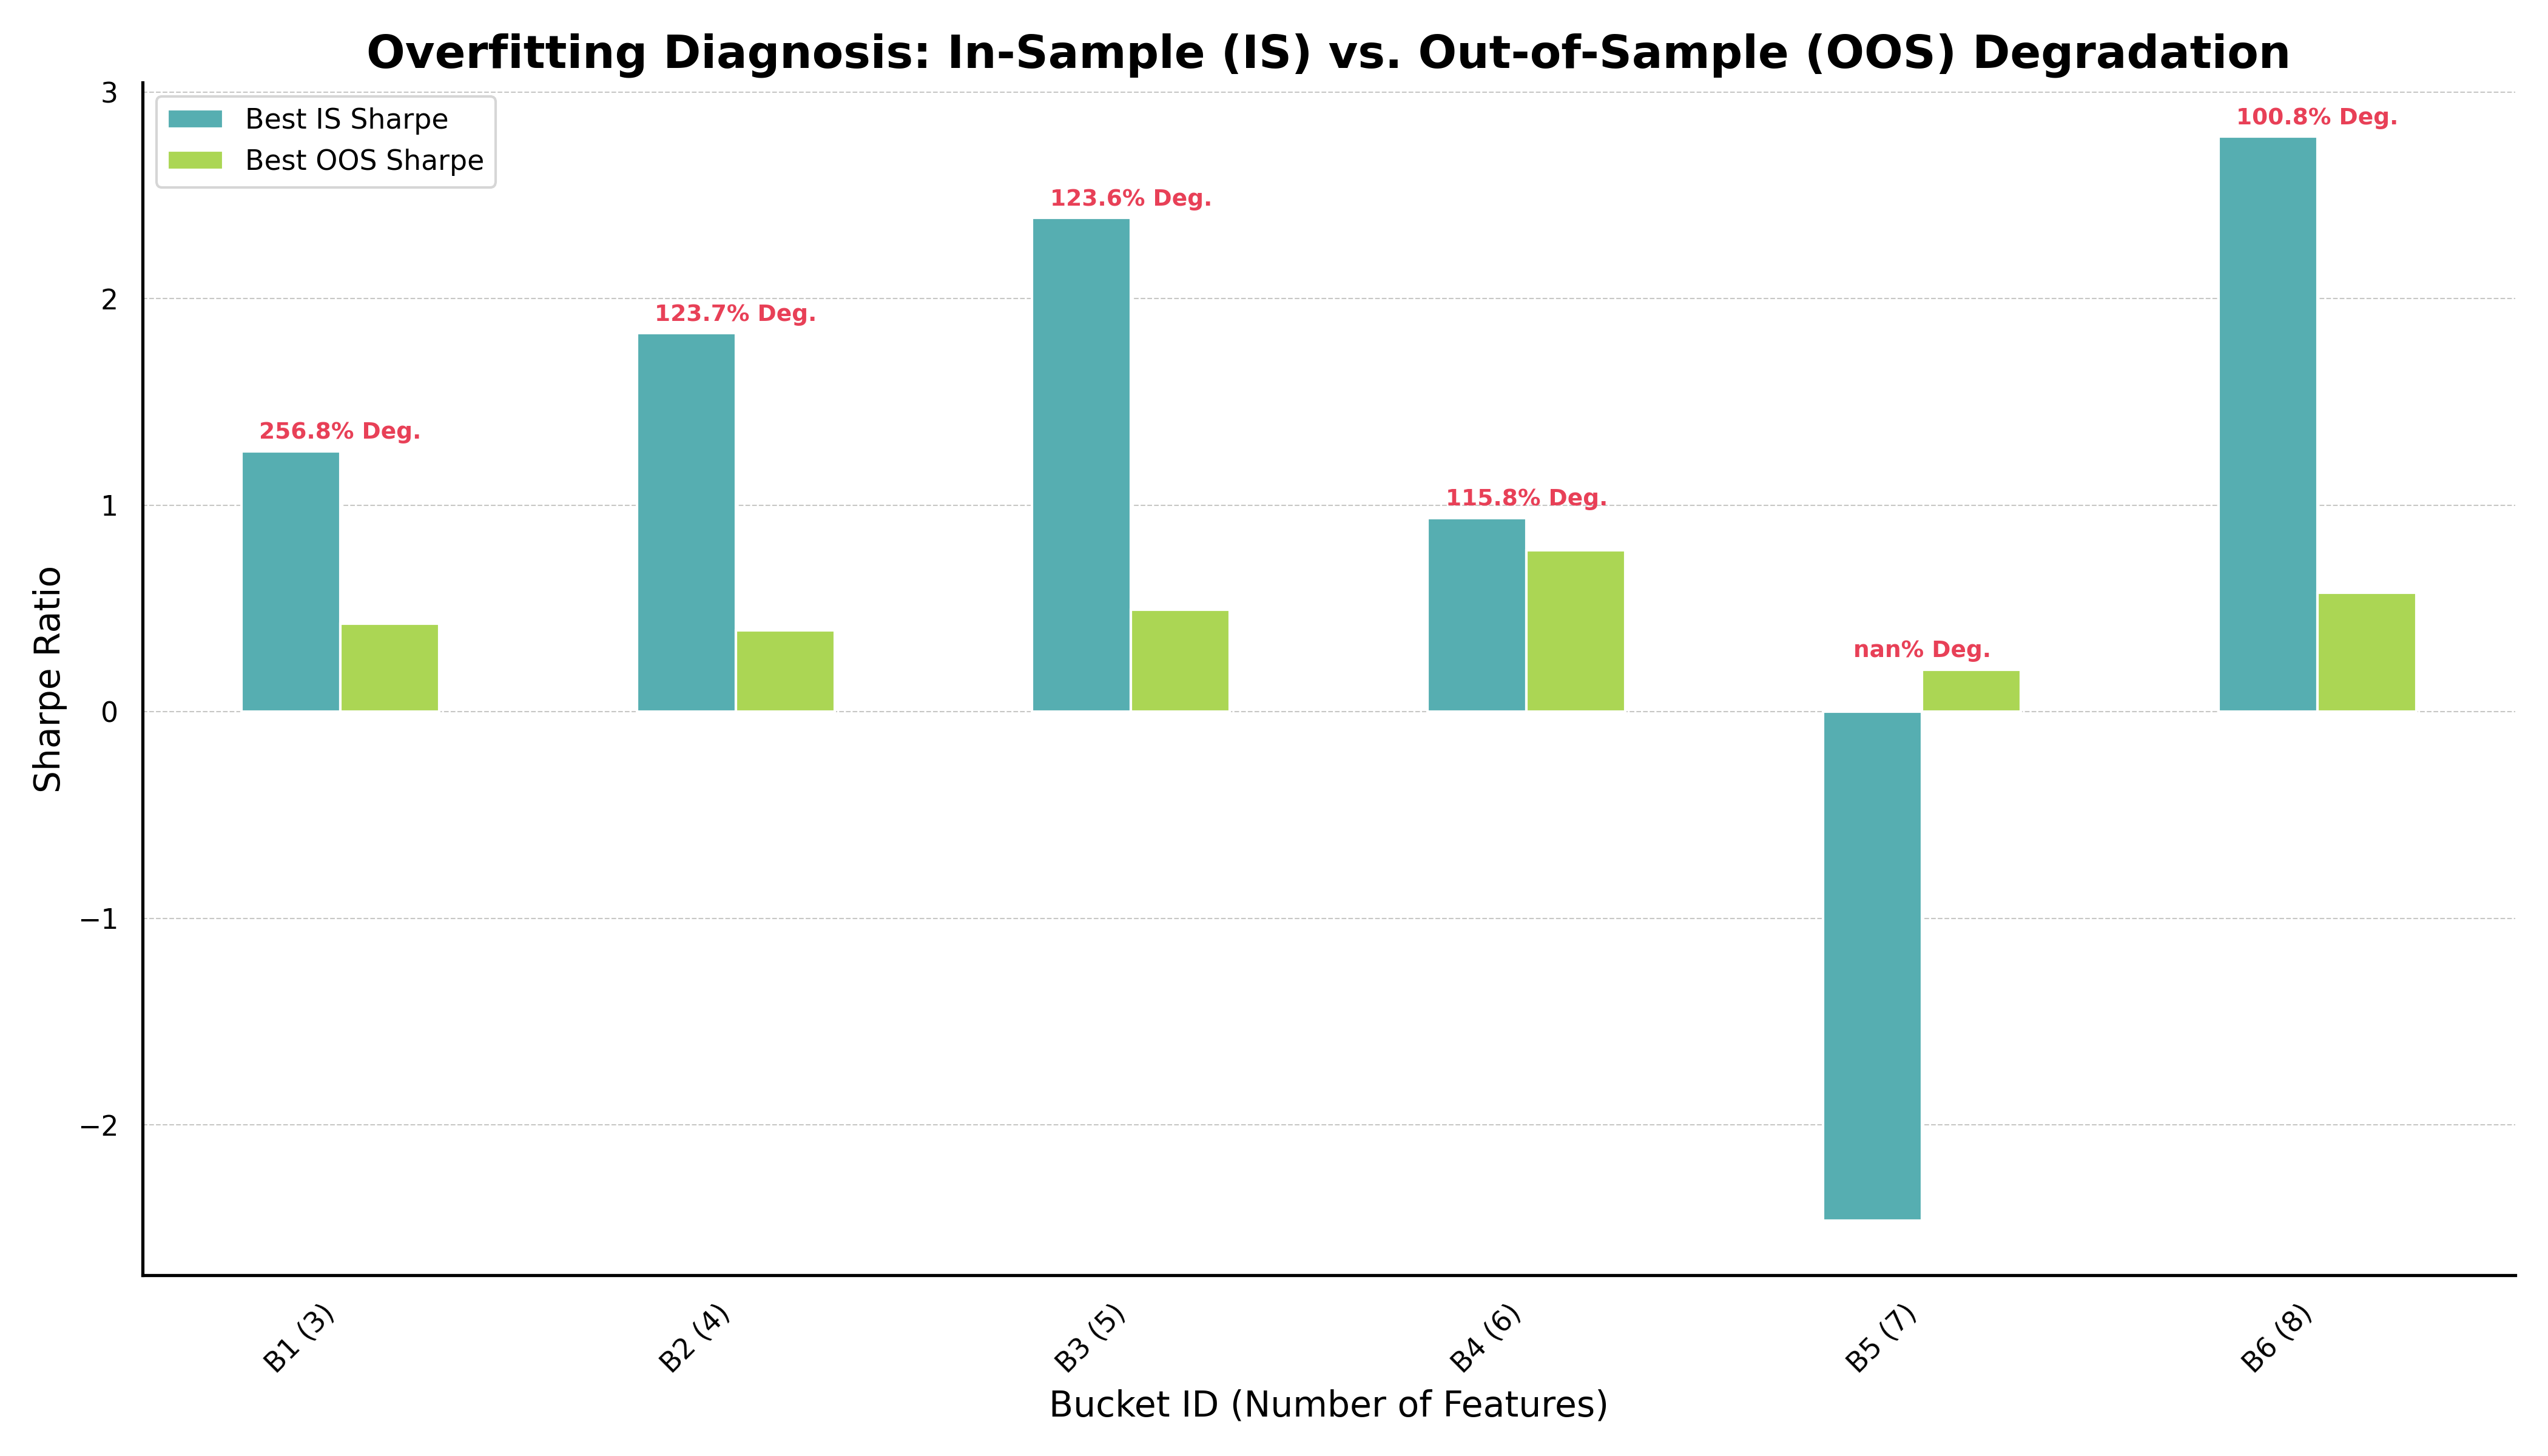 Overfitting Diagnosis: In-Sample (IS) vs. Out-of-Sample (OOS) Degradation
Best IS Sharpe
Best OOS Sharpe
3
2
1
0
−1
−2
Sharpe Ratio
256.8% Deg.
123.7% Deg.
123.6% Deg.
115.8% Deg.
nan% Deg.
100.8% Deg.
B1 (3)
B2 (4)
B3 (5)
B4 (6)
B5 (7)
B6 (8)
Bucket ID (Number of Features)